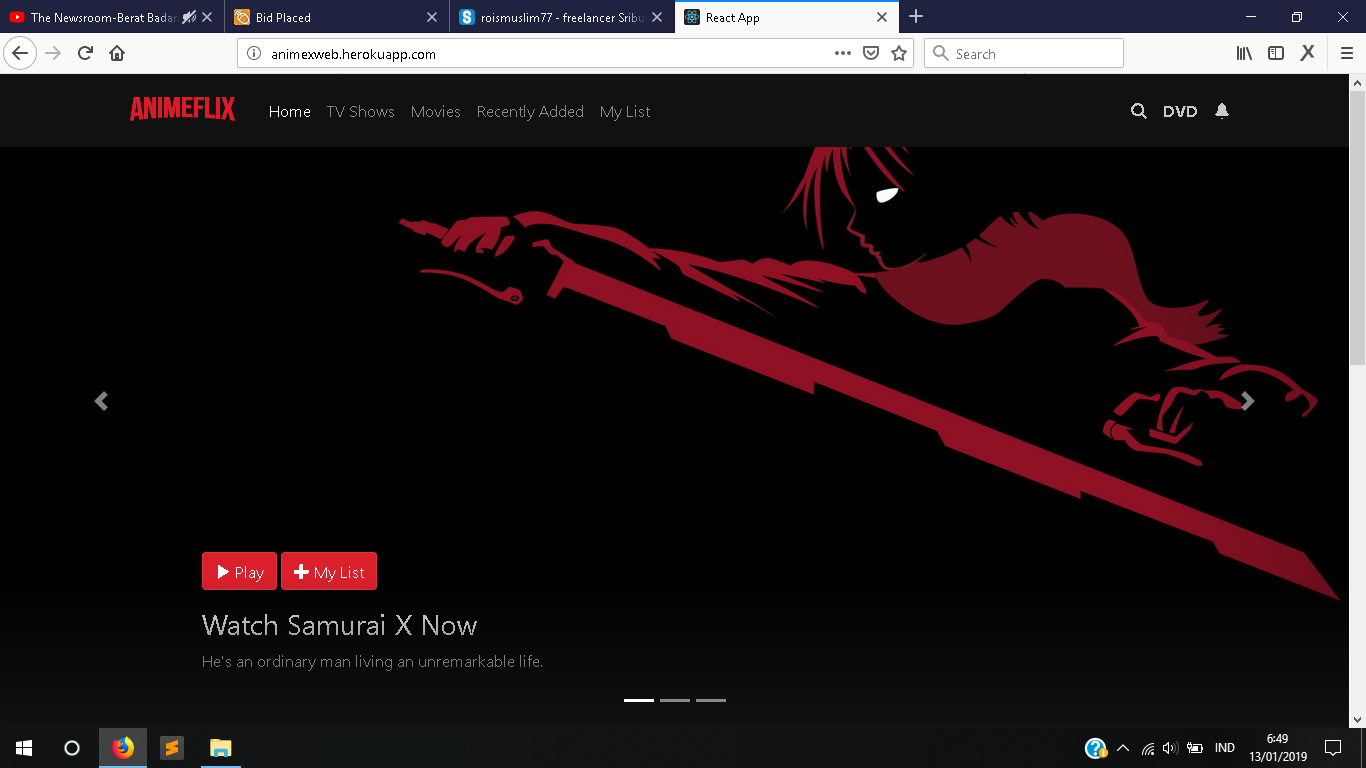 The Newsroom-Berat Badan
Bid Placed
roismuslim77 - freelancer Sribu
React App
animexweb.herokuapp.com
Search
ANIMEFLIX
Home TV Shows Movies Recently Added My List
DVD
Play
My List
Watch Samurai X Now
He's an ordinary man living an unremarkable life.
IND
6:49
13/01/2019